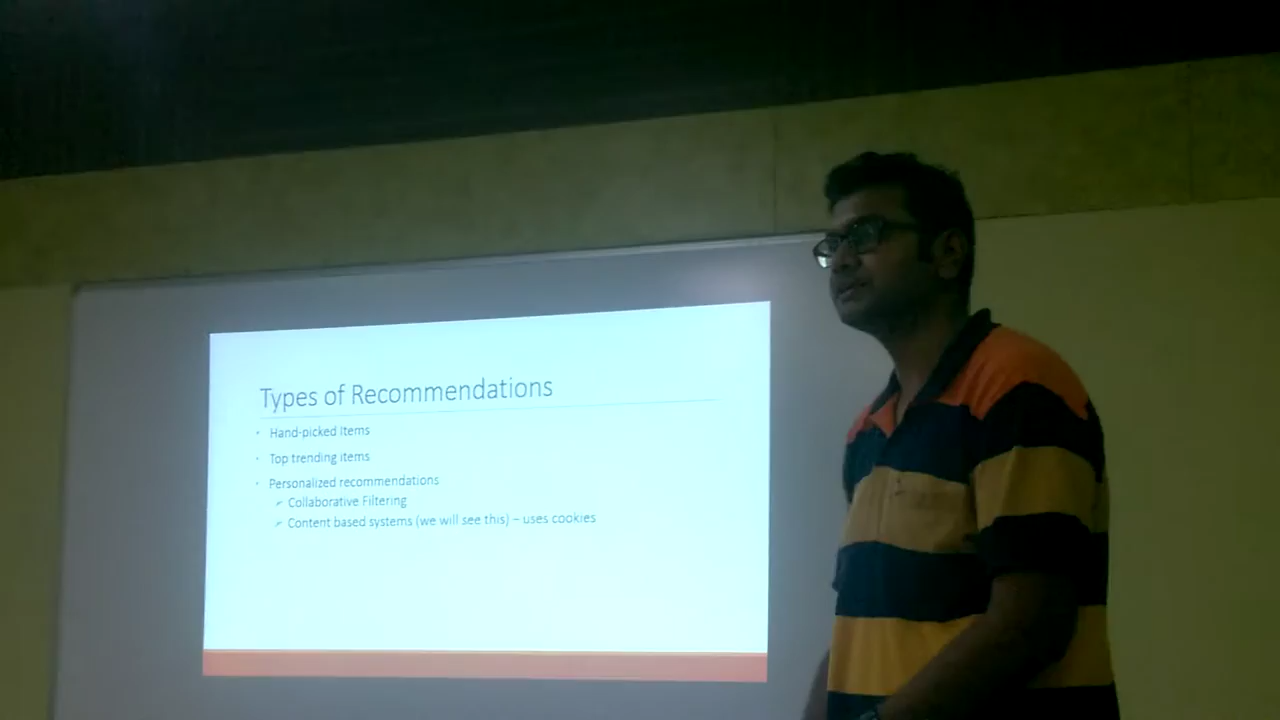 Types of Recommendations
Hand-picked Items
Top trending items
Personalized recommendations
Collaborative Filtering
Content based systems (we will see this) – uses cookies